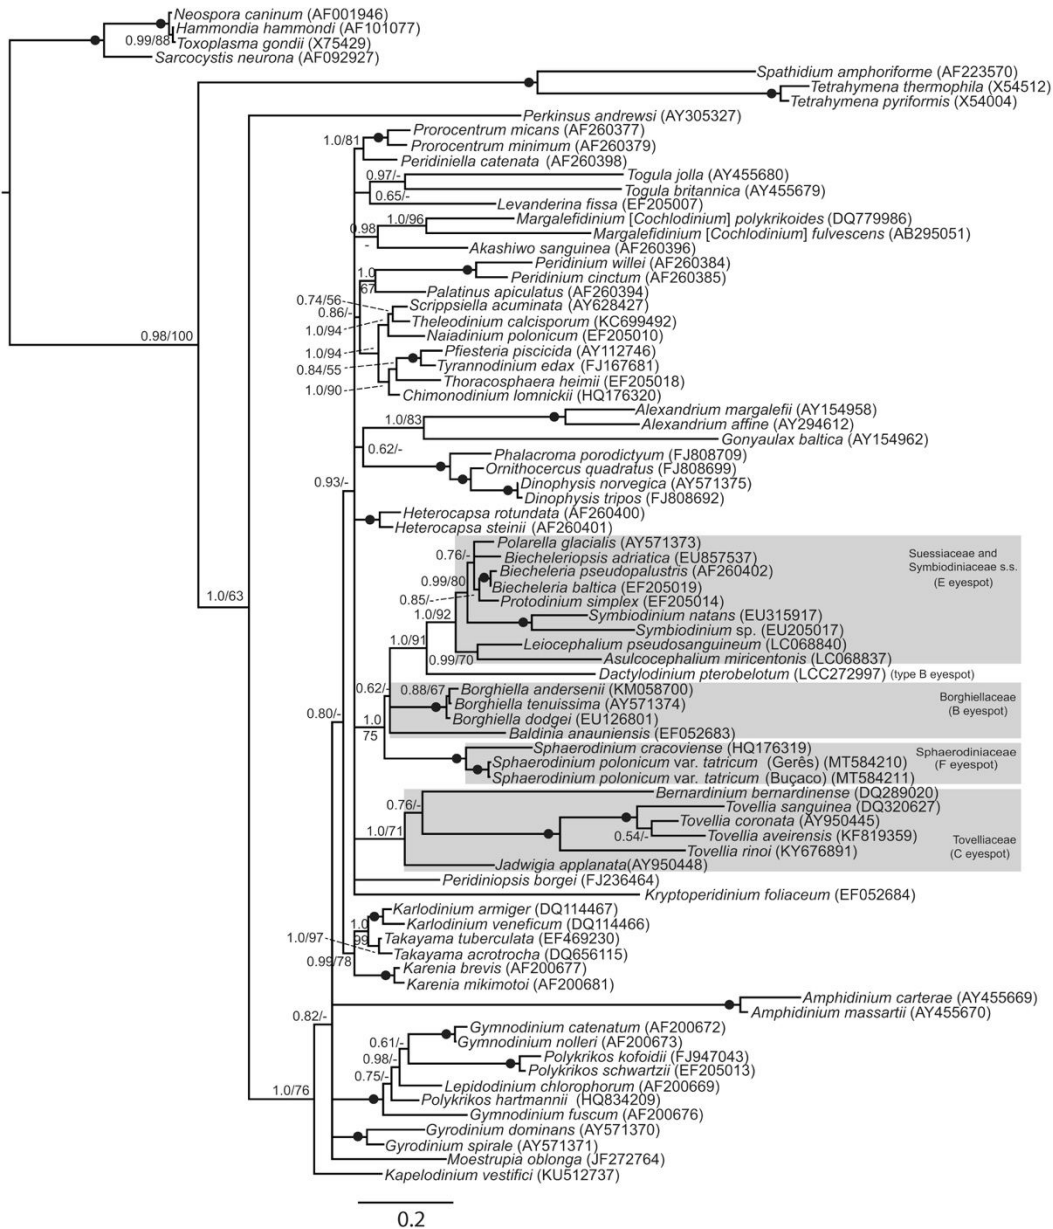 Neospora caninum (AF001946)
Hammondia hammondi (AF101077)
0.99/88
Toxoplasma gondii (X75429)
Sarcocystis neurona (AF092927)
Spathidium amphoriforme (AF223570)
Tetrahymena thermophila (X54512)
Tetrahymena pyriformis (X54004)
Perkinsus andrewsi (AY305327)
Prorocentrum micans (AF260377)
1.0/81
Prorocentrum minimum (AF260379)
Peridiniella catenata (AF260398)
0.97/-
Togula jolla (AY455680)
Togula britannica (AY455679)
0.65/-
Levanderina fissa (EF205007)
1.0/96
Margalefidinium [Cochlodinium] polykrikoides (DQ779986)
0.98
-
Margalefidinium [Cochlodinium] fulvescens (AB295051)
Akashiwo sanguinea (AF260396)
Peridinium willei (AF260384)
1.0
67
Peridinium cinctum (AF260385)
Palatinus apiculatus (AF260394)
0.74/56
Scrippsiella acuminata (AY628427)
0.86/-
Theleodinium calcisporum (KC699492)
1.0/94
Naiadinium polonicum (EF205010)
1.0/94
Pfiesteria piscicida (AY112746)
0.84/55
Tyrannodinium edax (FJ167681)
Thoracosphaera heimii (EF205018)
1.0/90
Chimonodinium lomnickii (HQ176320)
0.98/100
Alexandrium margalefii (AY154958)
1.0/83
Alexandrium affine (AY294612)
Gonyaulax baltica (AY154962)
0.62/-
Phalacroma porodictyum (FJ808709)
Ornithocercus quadratus (FJ808699)
Dinophysis norvegica (AY571375)
0.93/-
Dinophysis tripos (FJ808692)
Heterocapsa rotundata (AF260400)
Heterocapsa steinii (AF260401)
Polarella glacialis (AY571373)
Suessiaceae and
Symbiodiniaceae s.s.
(E eyespot)
0.76/-
Biecheleriopsis adriatica (EU857537)
Biecheleria pseudopalustris (AF260402)
0.99/80
Biecheleria baltica (EF205019)
0.85/-
Protodinium simplex (EF205014)
1.0/63
1.0/92
Symbiodinium natans (EU315917)
Symbiodinium sp. (EU205017)
1.0/91
Leiocephalium pseudosanguineum (LC068840)
0.99/70
Asulcocephalium miricentonis (LC068837)
Dactylodinium pterobelotum (LCC272997) (type B eyespot)
0.62/-
0.88/67
Borghiella andersenii (KM058700)
Borghiella tenuissima (AY571374)
Borghiella dodgei (EU126801)
Borghiellaceae
(B eyespot)
0.80/-
1.0
75
Baldinia anauniensis (EF052683)
Sphaerodinium cracoviense (HQ176319)
Sphaerodinium polonicum var. tatricum (Gerês) (MT584210)
Sphaerodinium polonicum var. tatricum (Buçaco) (MT584211)
Sphaerodiniaceae
(F eyespot)
Bernardinium bernardinense (DQ289020)
0.76/-
Tovellia sanguinea (DQ320627)
Tovellia coronata (AY950445)
1.0/71
0.54/-
Tovellia aveirensis (KF819359)
Tovellia rinoi (KY676891)
Tovelliaceae
(C eyespot)
Jadwigia applanata(AY950448)
Peridiniopsis borgei (FJ236464)
Kryptoperidinium foliaceum (EF052684)
Karlodinium armiger (DQ114467)
1.0
99
Karlodinium veneficum (DQ114466)
1.0/97
Takayama tuberculata (EF469230)
Takayama acrotrocha (DQ656115)
0.99/78
Karenia brevis (AF200677)
Karenia mikimotoi (AF200681)
Amphidinium carterae (AY455669)
Amphidinium massartii (AY455670)
0.82/-
Gymnodinium catenatum (AF200672)
0.61/-
Gymnodinium nolleri (AF200673)
0.98/-
Polykrikos kofoidii (FJ947043)
Polykrikos schwartzii (EF205013)
0.75/-
Lepidodinium chlorophorum (AF200669)
1.0/76
Polykrikos hartmannii (HQ834209)
Gymnodinium fuscum (AF200676)
Gyrodinium dominans (AY571370)
Gyrodinium spirale (AY571371)
Moestrupia oblonga (JF272764)
Kapelodinium vestifici (KU512737)
0.2